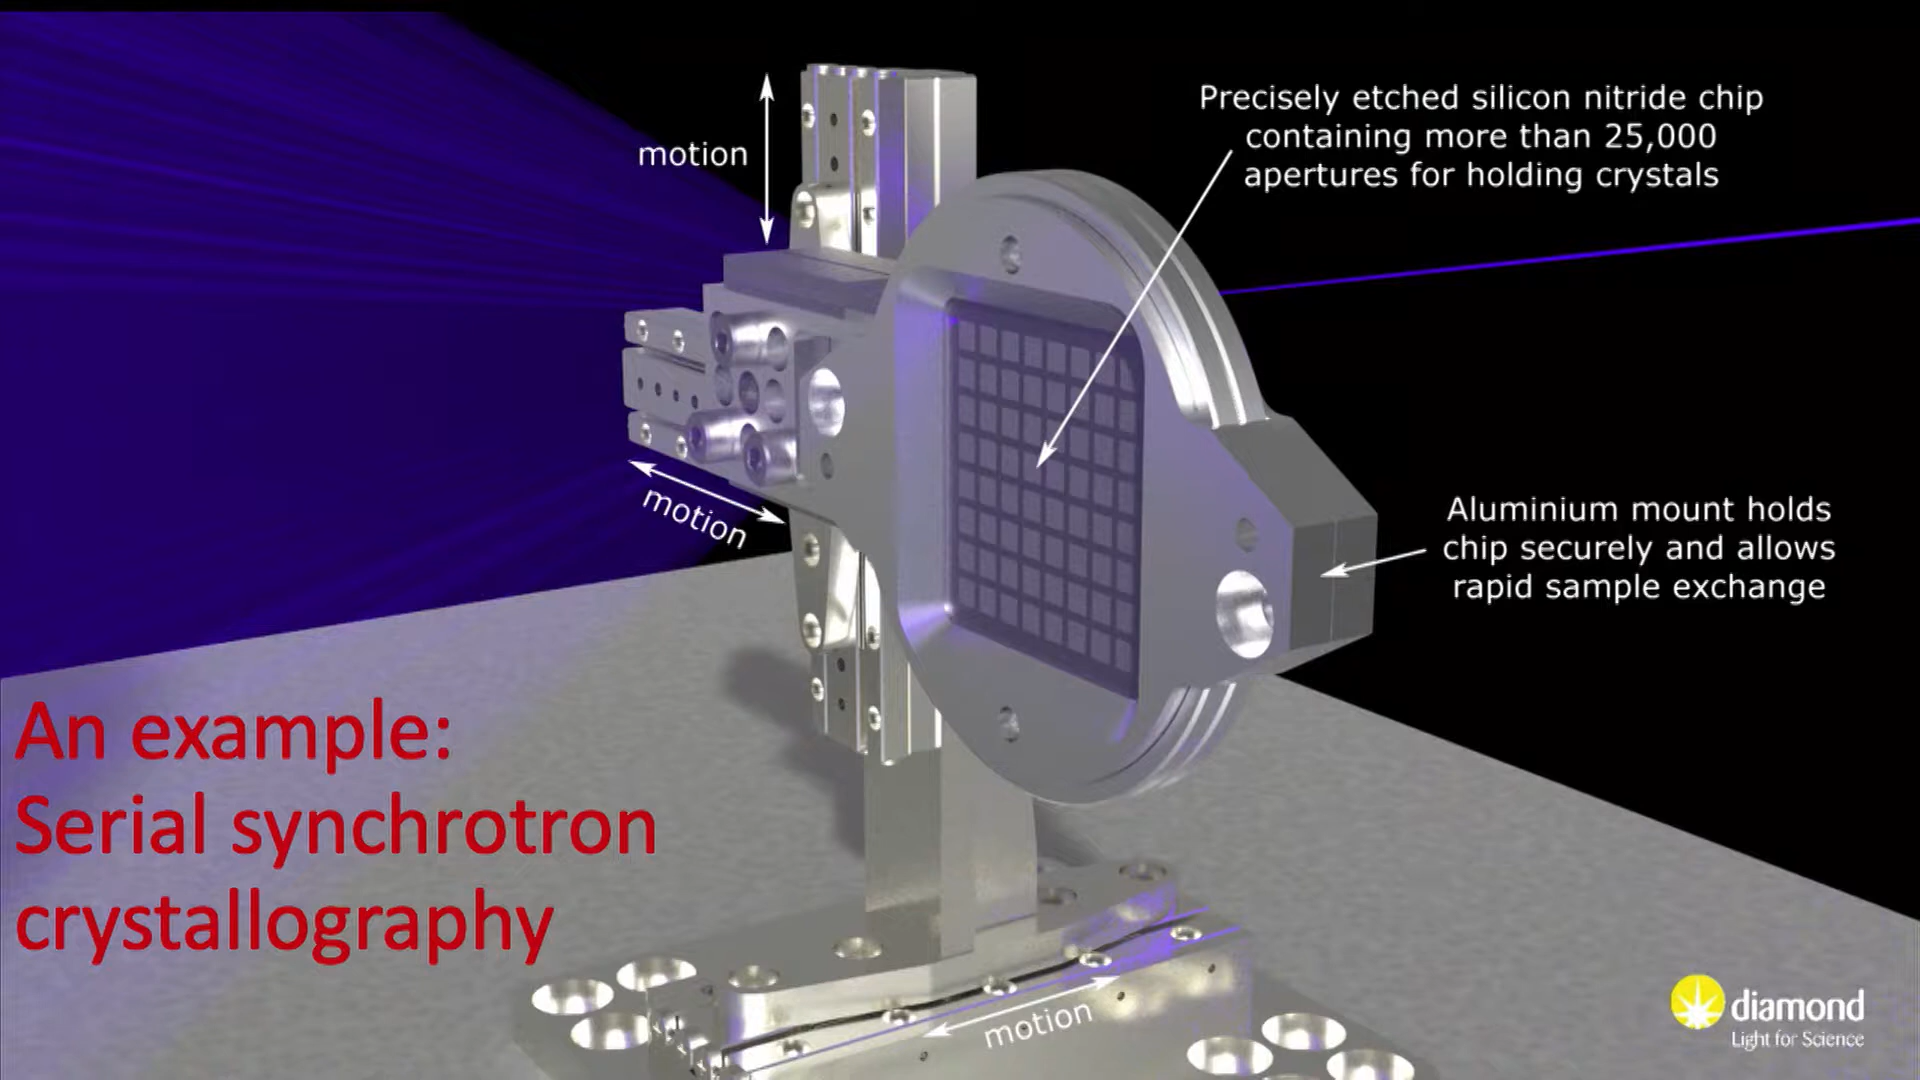 motion
Precisely etched silicon nitride chip
containing more than 25,000
apertures for holding crystals
motion
Aluminium mount holds
chip securely and allows
rapid sample exchange
An example:
Serial synchrotron
crystallography
motion
diamond
Light for Science